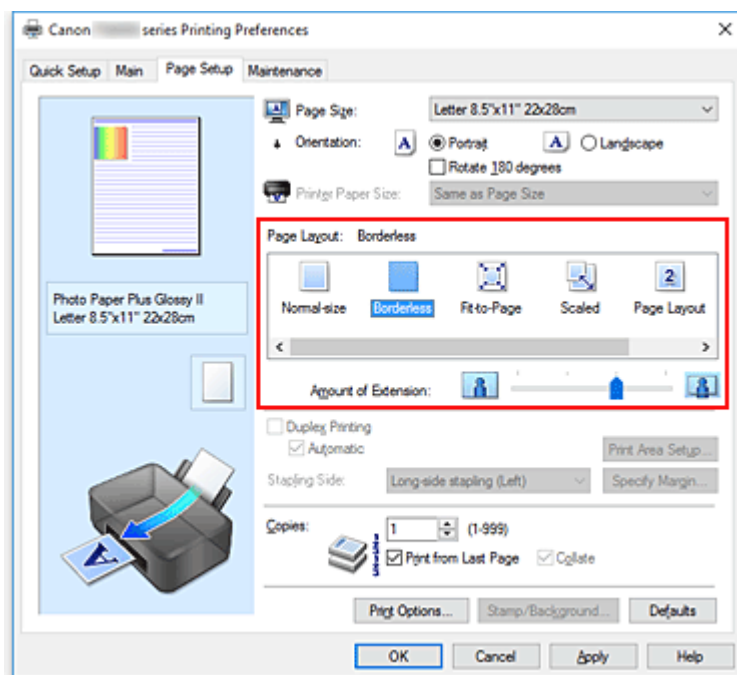 Canon series Printing Preferences
Quick Setup Main Page Setup Maintenance
Page Size: Letter 8.5"x11" 22x28cm
Orientation: A Portrait A Landscape
Rotate 180 degrees
Printer Paper Size: Same as Page Size
Page Layout: Borderless
Normal-size Borderless Fit-to-Page Scaled 2 Page Layout
Photo Paper Plus Glossy II
Letter 8.5"x11" 22x28cm
Amount of Extension:
Duplex Printing
Automatic Print Area Setup...
Stapling Side: Long-side stapling (Left) Specify Margin...
Copies: 1 (1-999)
Print from Last Page Collate
A
Print Options... Stamp/Background... Defaults
OK Cancel Apply Help